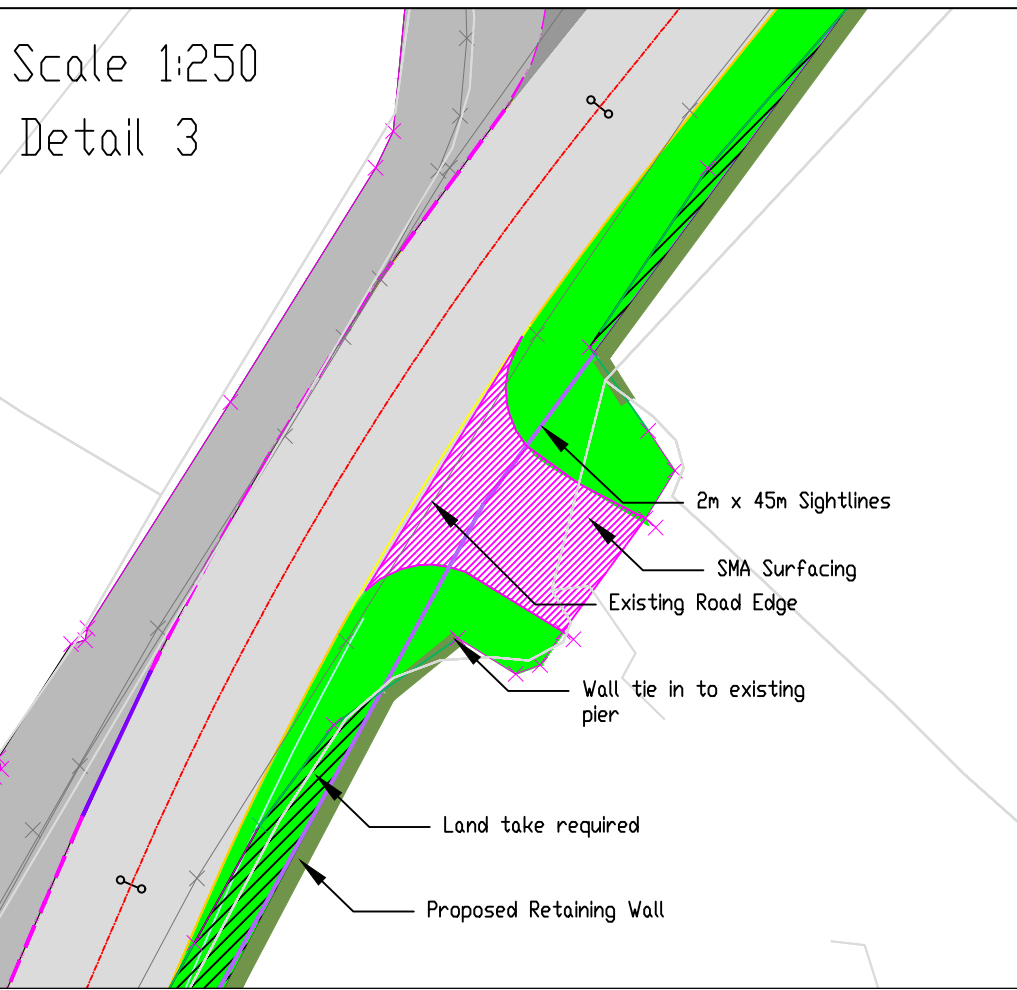 Scale 1:250
Detail 3
2m x 45m Sightlines
SMA Surfacing
Existing Road Edge
Wall tie in to existing
pier
Land take required
Proposed Retaining Wall